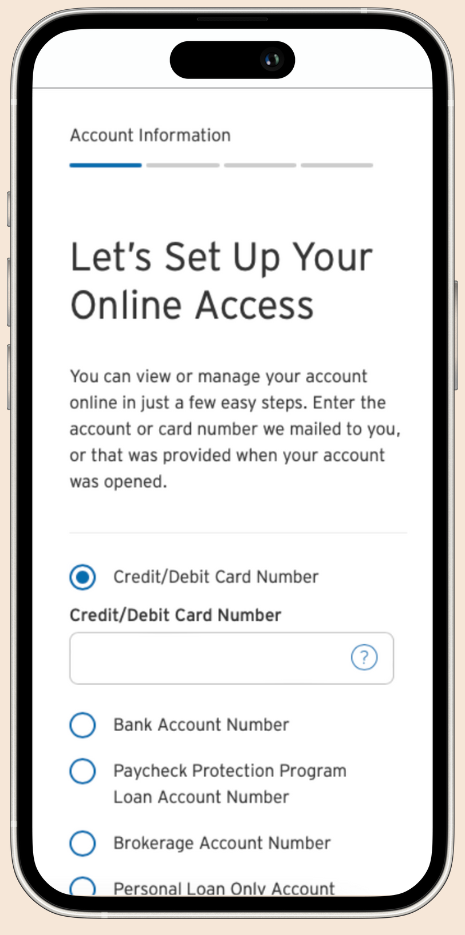 Account Information
Let's Set Up Your
Online Access
You can view or manage your account
online in just a few easy steps. Enter the
account or card number we mailed to you,
or that was provided when your account
was opened.
Credit/Debit Card Number
Credit/Debit Card Number
?
Bank Account Number
Paycheck Protection Program
Loan Account Number
Brokerage Account Number
Personal Loan Only Account